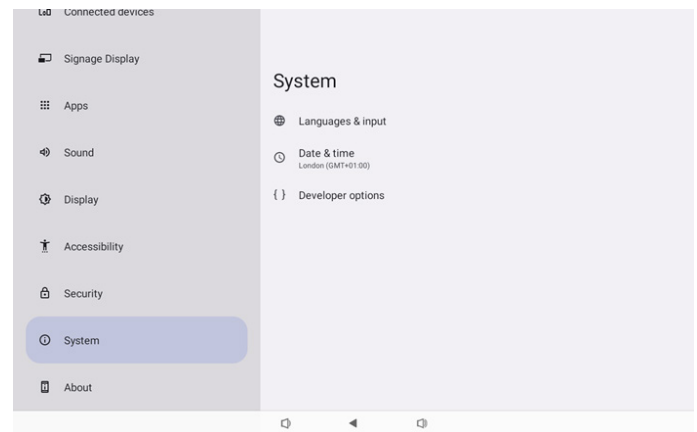 Connected devices
Signage Display
Apps
Sound
Display
Accessibility
Security
System
About
System
Languages & input
Date & time
London (GMT+01:00)
Developer options